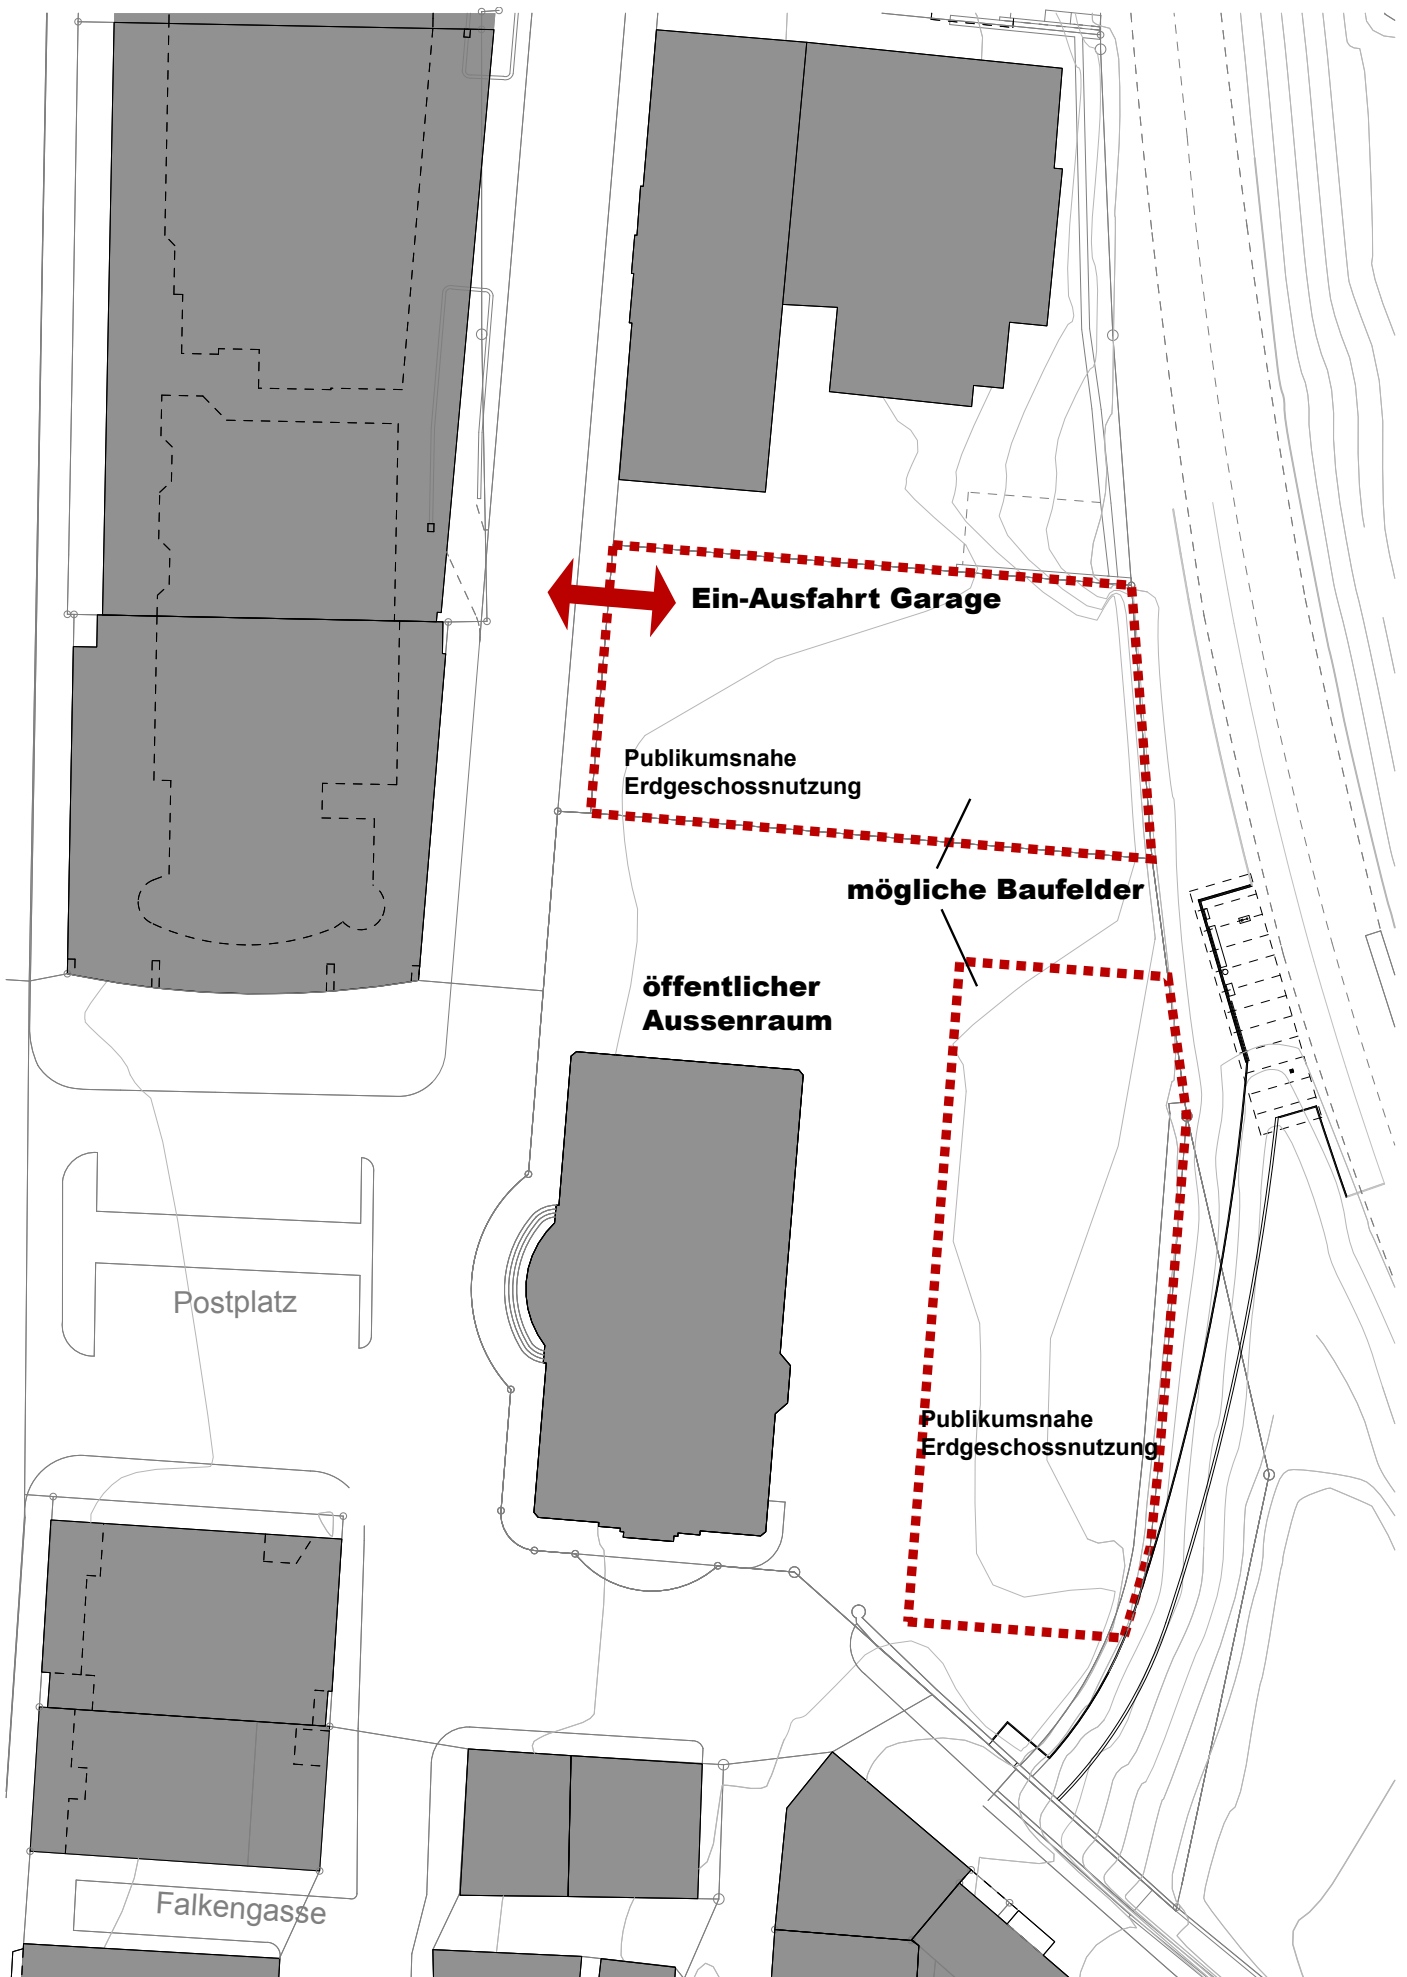 Ein-Ausfahrt Garage
Publikumsnahe
Erdgeschossnutzung
mögliche Baufelder
öffentlicher
Aussenraum
Postplatz
Publikumsnahe
Erdgeschossnutzung
Falkengasse